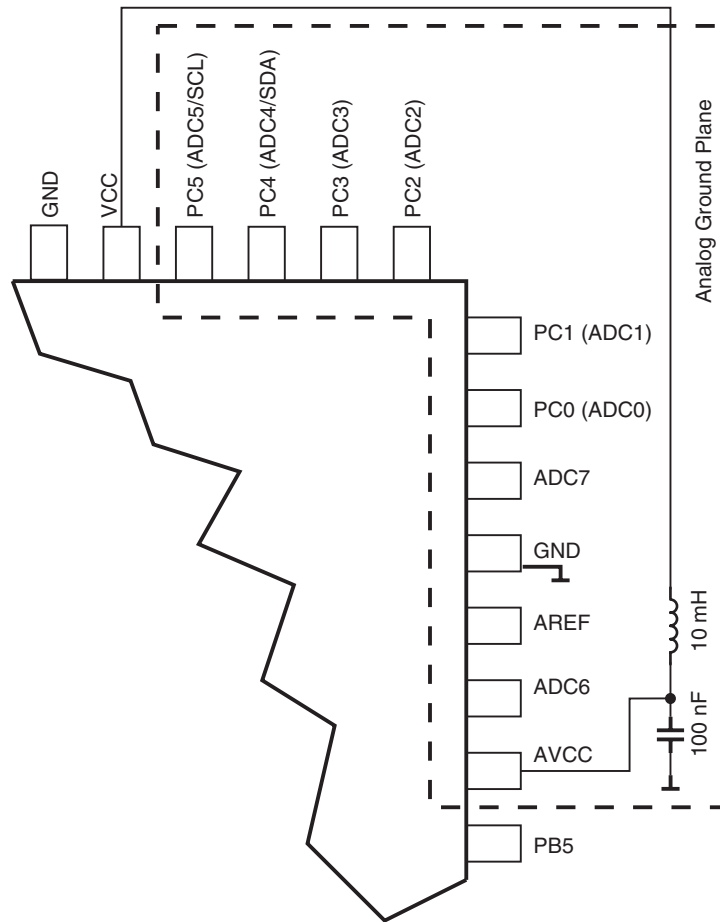 GND
VCC
PC5 (ADC5/SCL)
PC4 (ADC4/SDA)
PC3 (ADC3)
PC2 (ADC2)
Analog Ground Plane
PC1 (ADC1)
PC0 (ADC0)
ADC7
GND
AREF
ADC6
AVCC
PB5
10 mH
100 nF